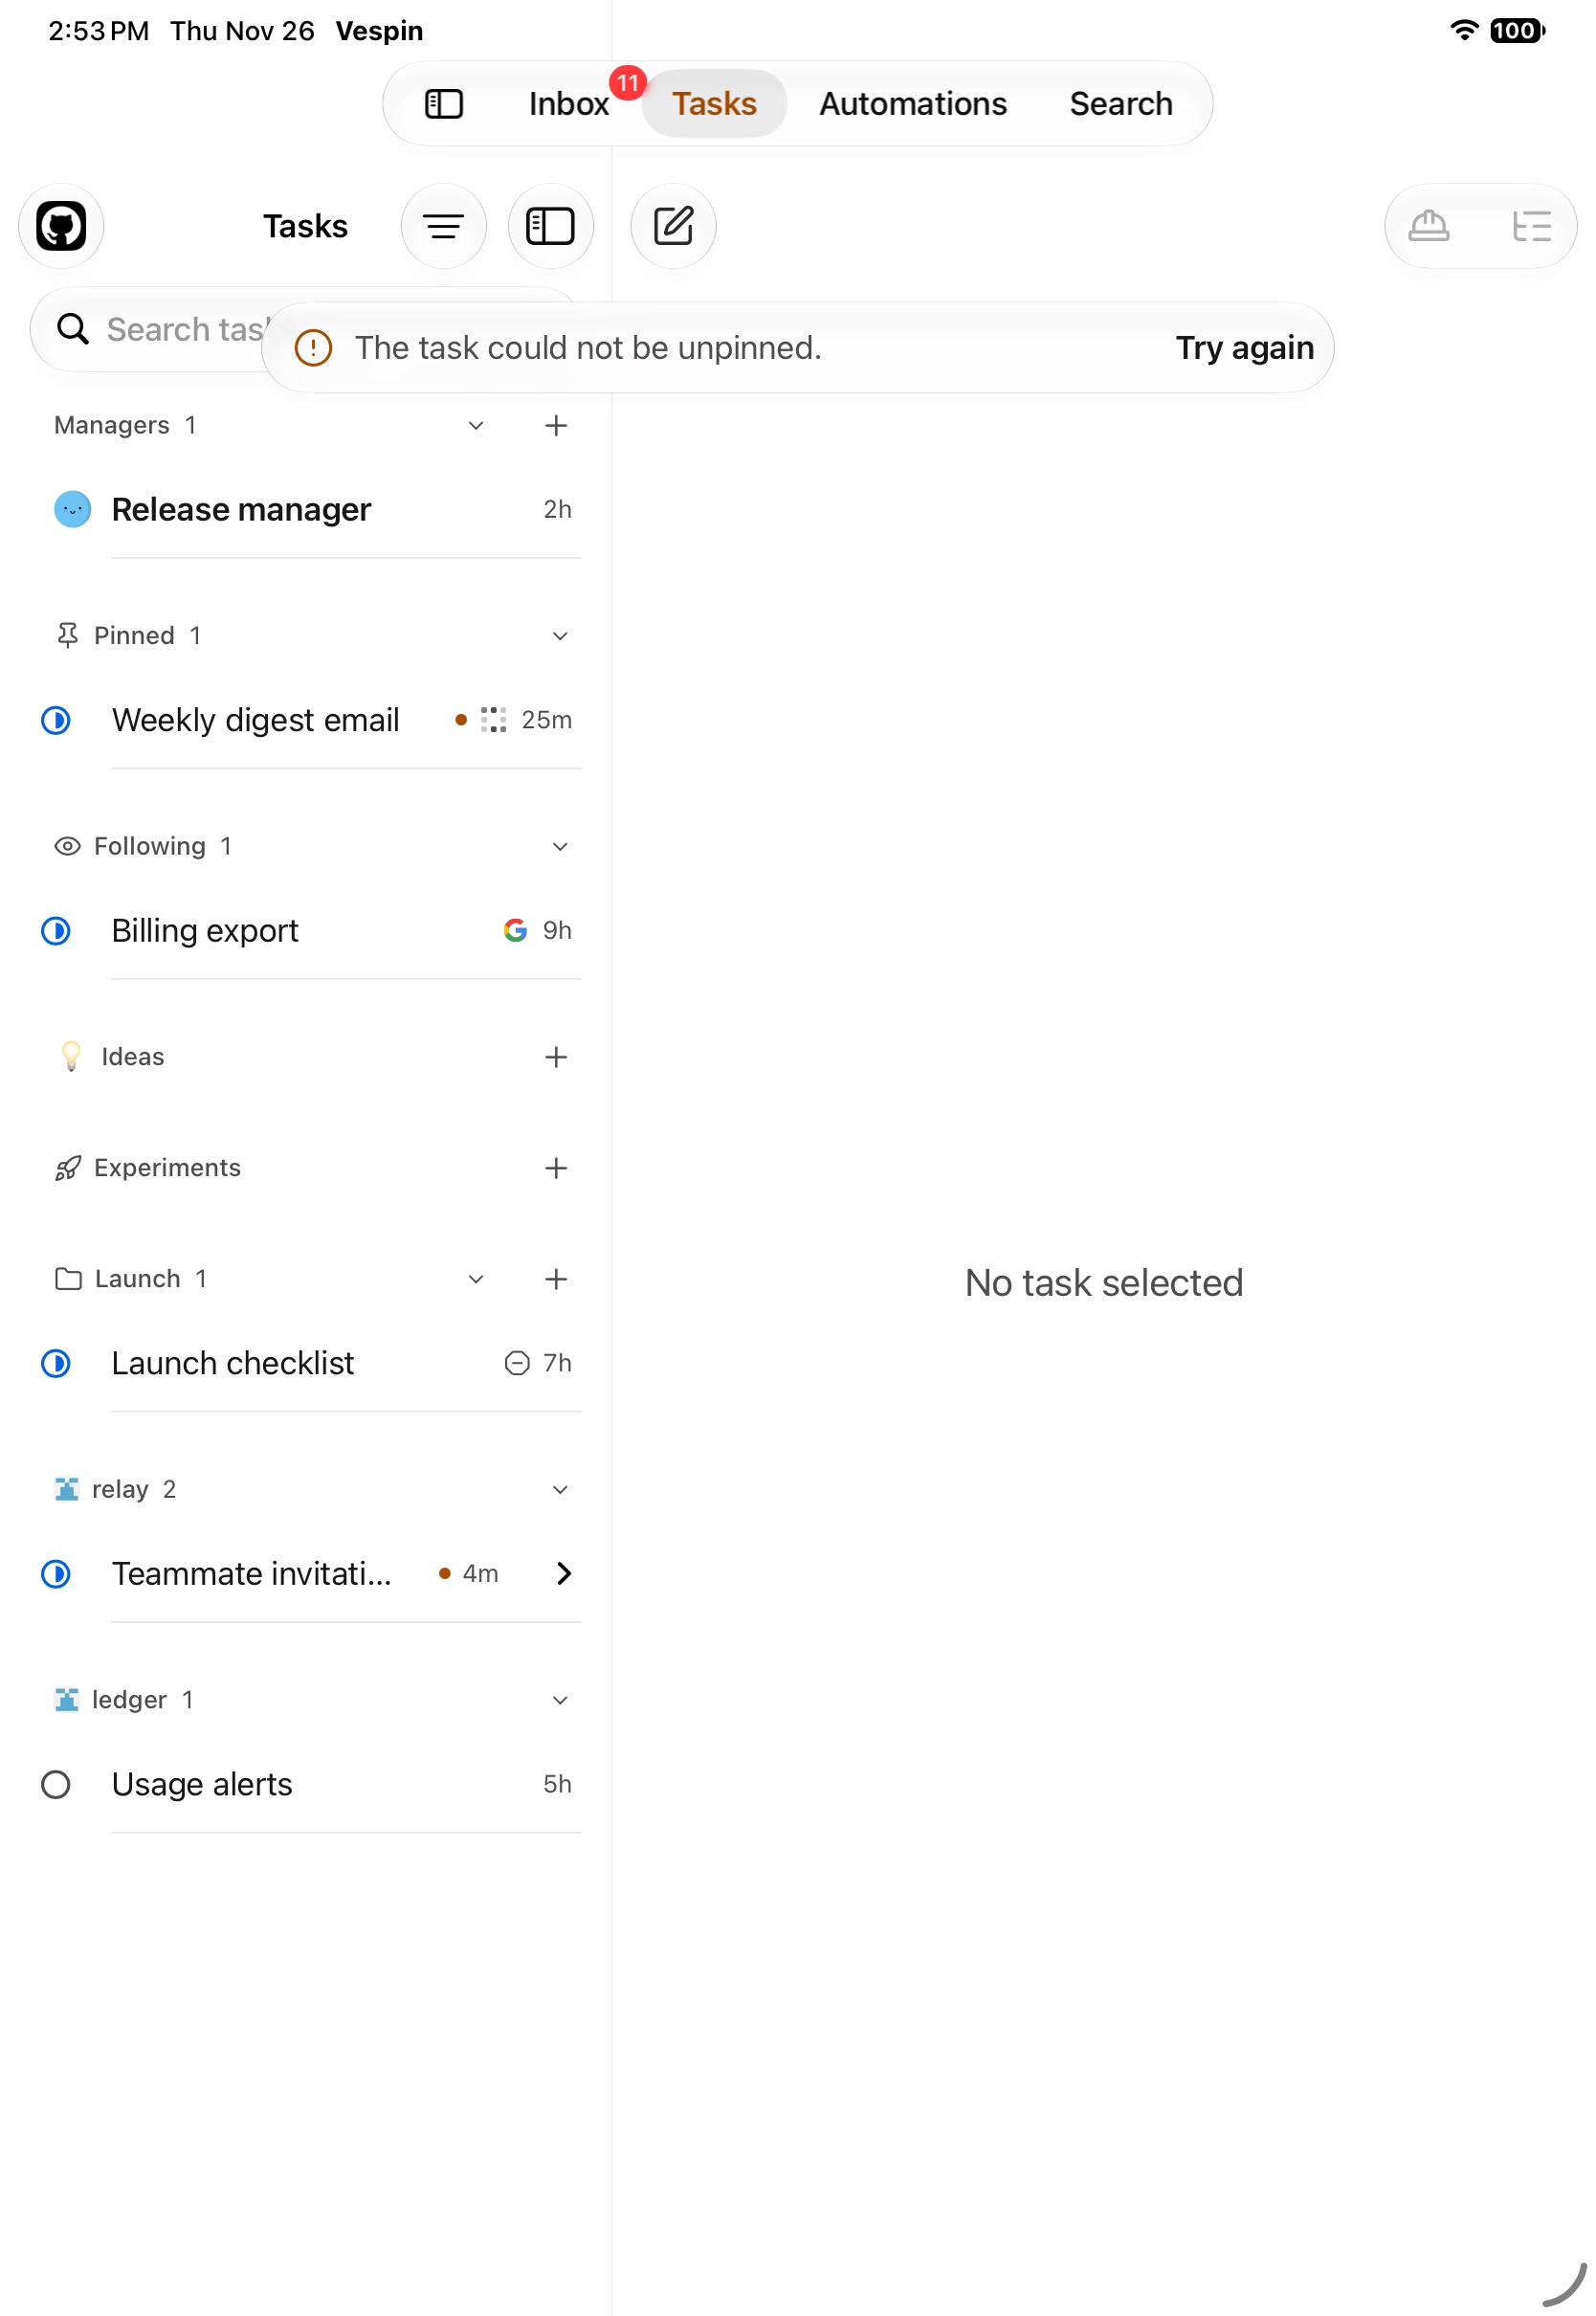 2:53 PM Thu Nov 26 Vespin
100
Inbox 11 Tasks Automations Search
Tasks
Search
The task could not be unpinned. Try again
Managers 1
Release manager 2h
Pinned 1
Weekly digest email 25m
Following 1
Billing export 9h
Ideas
Experiments
Launch 1
No task selected
Launch checklist 7h
relay 2
Teammate invitati... 4m
ledger 1
Usage alerts 5h